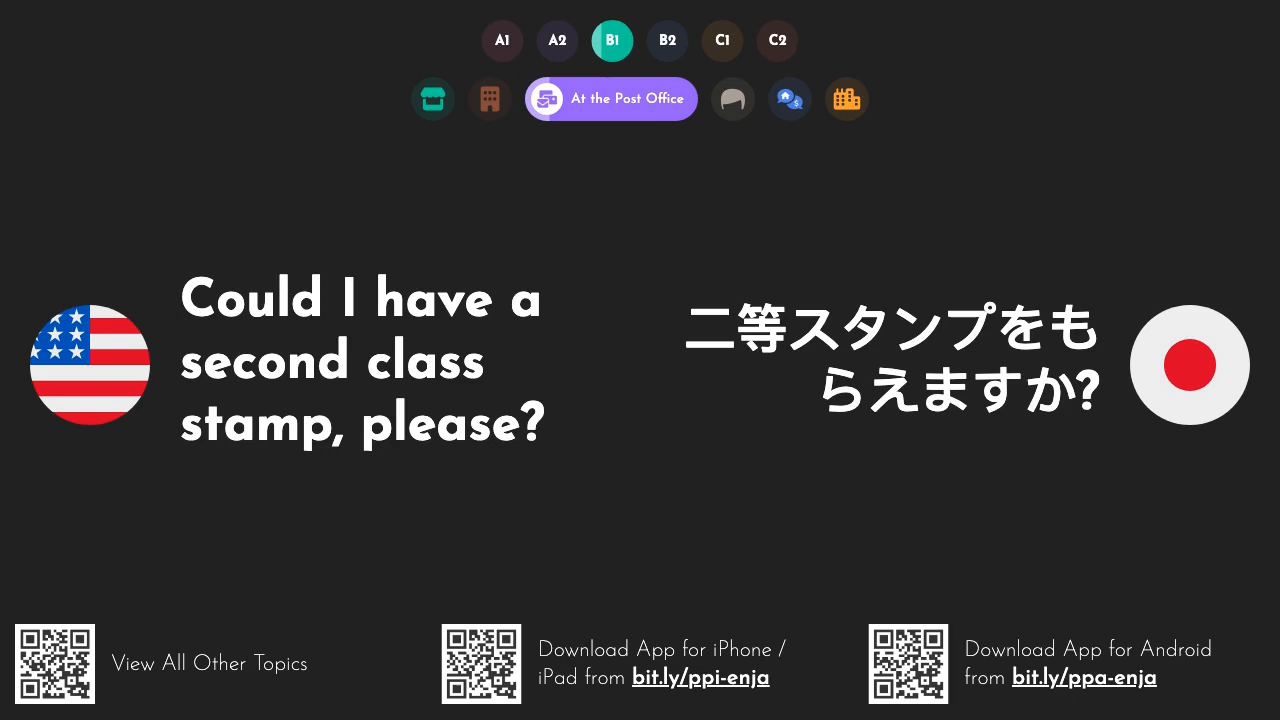 A1 A2 B1 B2 C1 C2
At the Post Office
Could I have a
second class
stamp, please?
二等スタンプをも
らえますか?
View All Other Topics
Download App for iPhone /
iPad from bit.ly/ppi-enja
Download App for Android
from bit.ly/ppa-enja